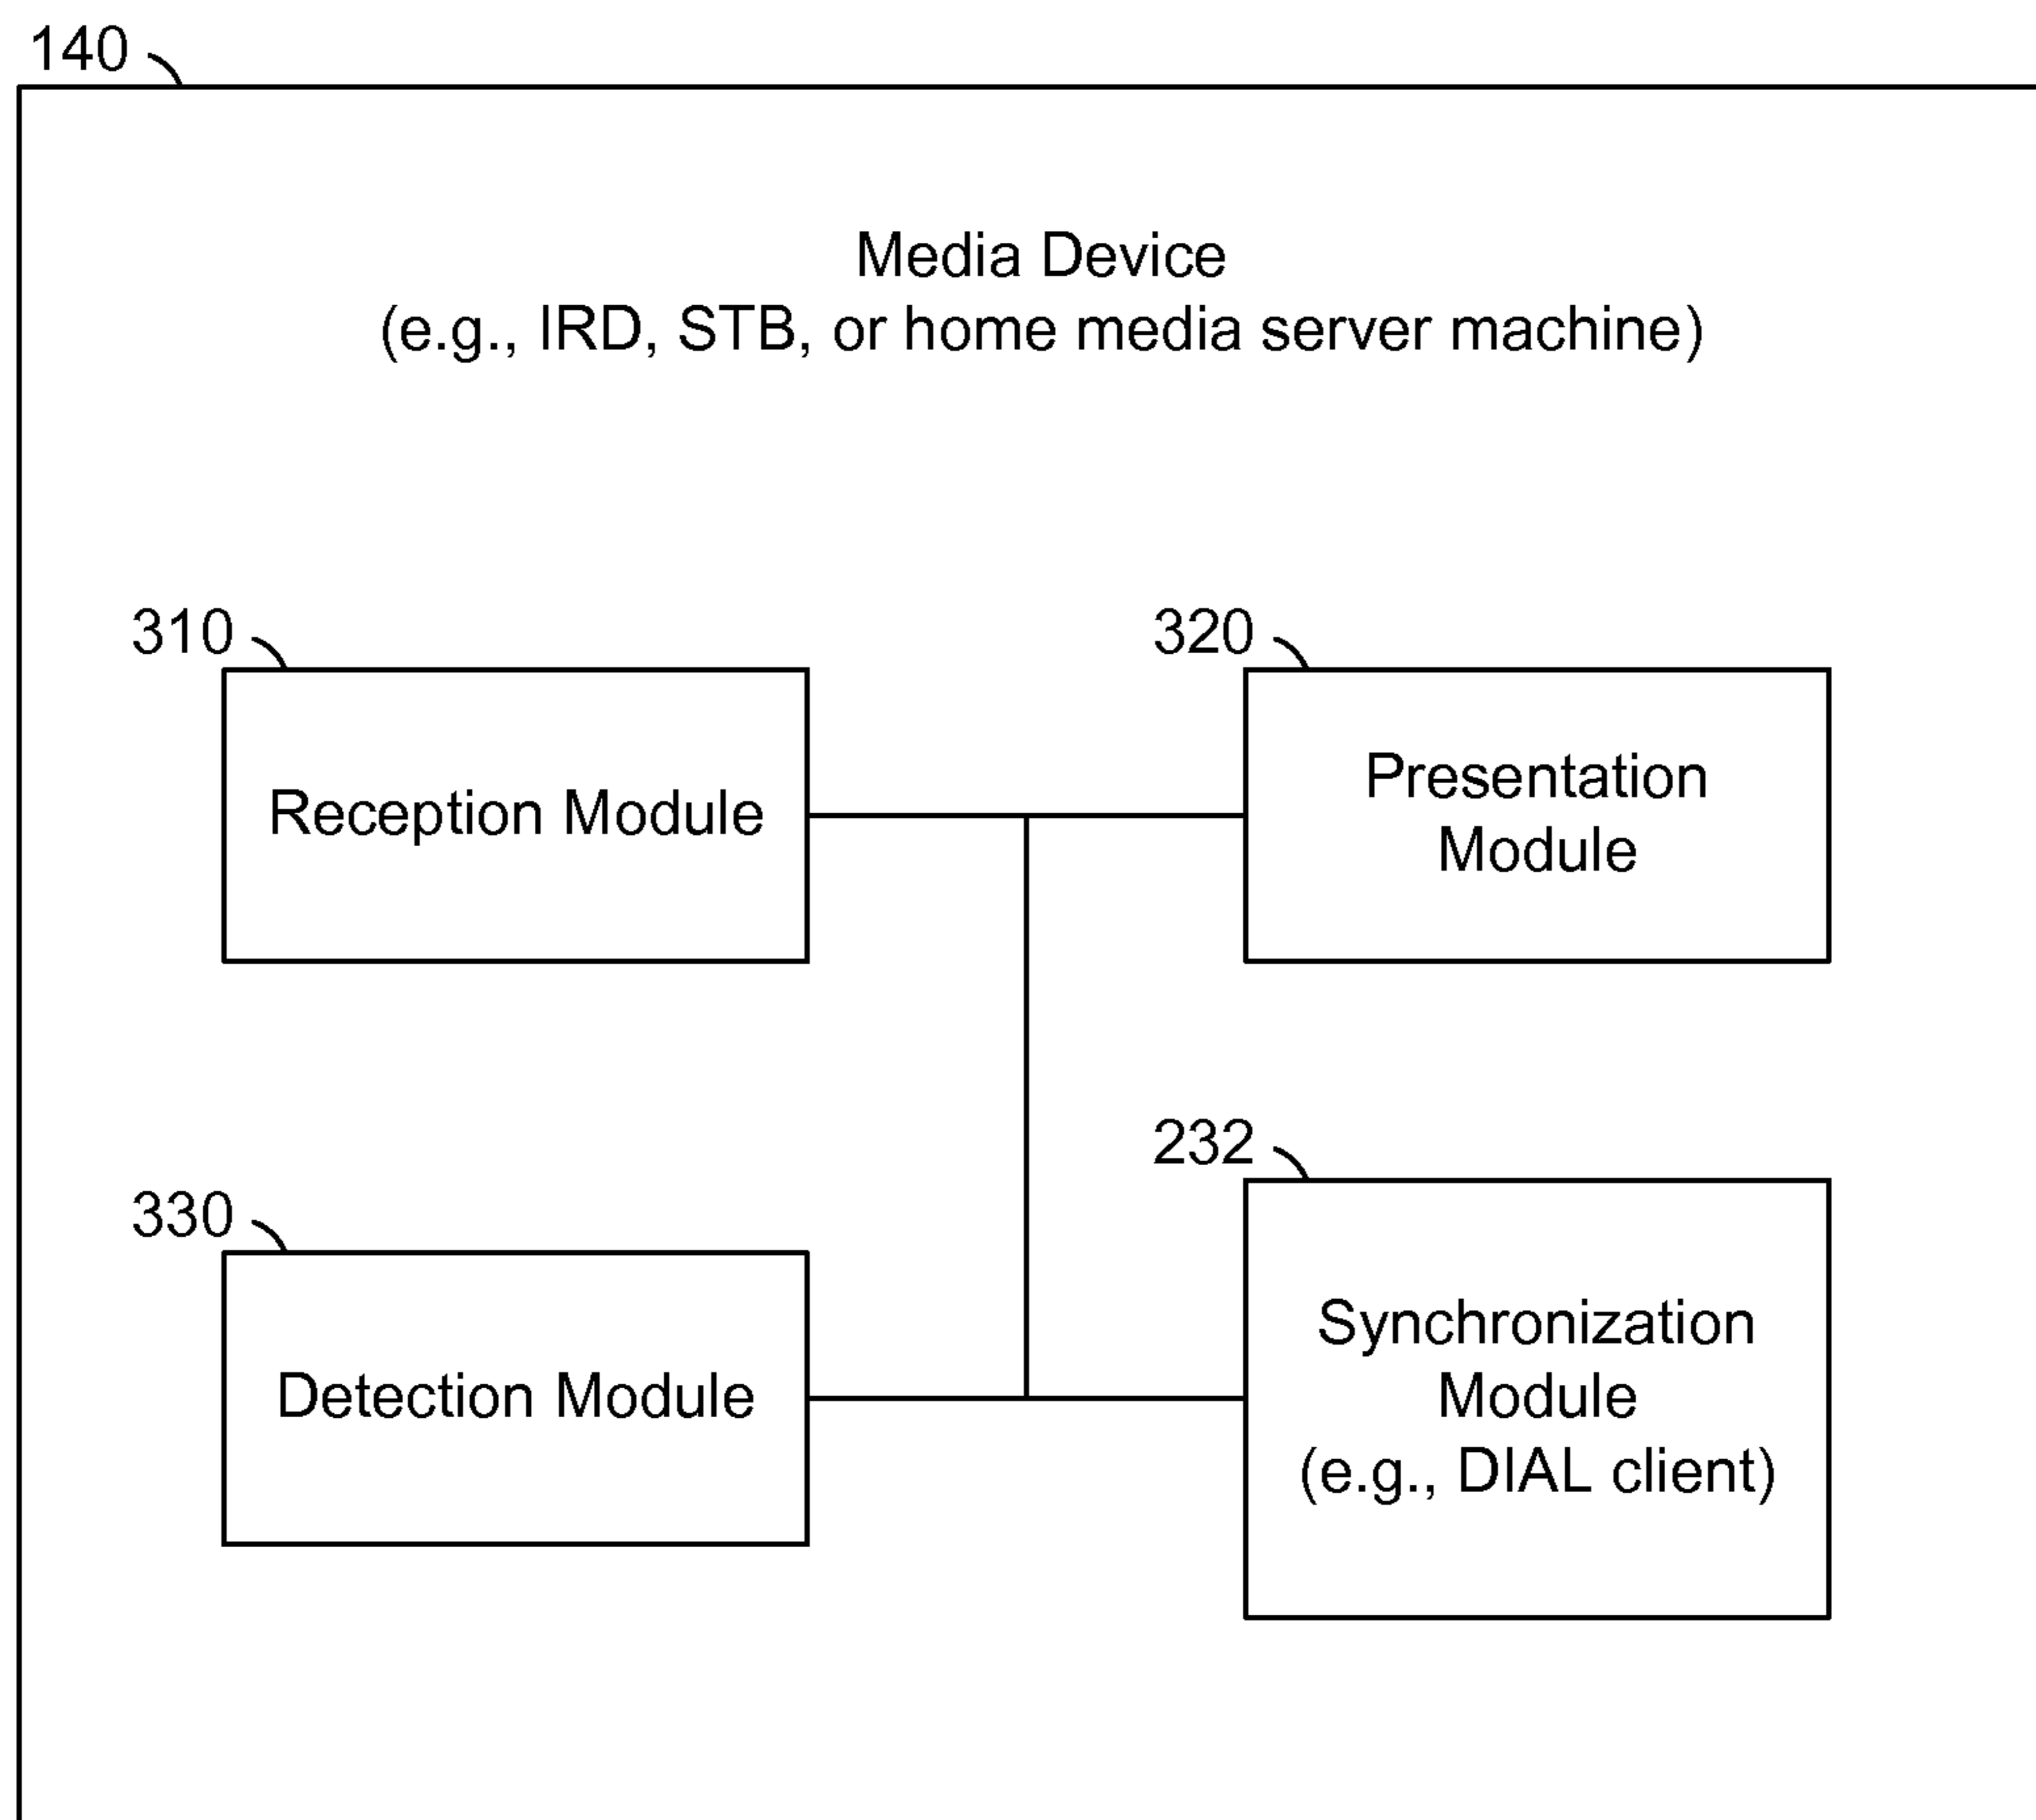 140
Media Device
(e.g., IRD, STB, or home media server machine)
310
Reception Module
320
Presentation
Module
330
Detection Module
232
Synchronization
Module
(e.g., DIAL client)